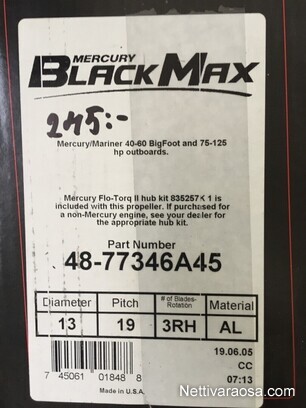 MERCURY
BLACKMAX
245:-
Mercury/Mariner 40-60 BigFoot and 75-125
hp outboards.
Mercury Flo-Torq II hub kit 835257K 1 is
included with this propeller. If purchased for
a non-Mercury engine, see your dealer for
the appropriate hub kit.
Part Number
48-77346A45
Diameter Pitch # of Blades-Rotation Material
13 19 3RH AL
19.06.05
CC
07:13
7 45061 01848 8
Made in U.S.A.
Nettivaraosa.com